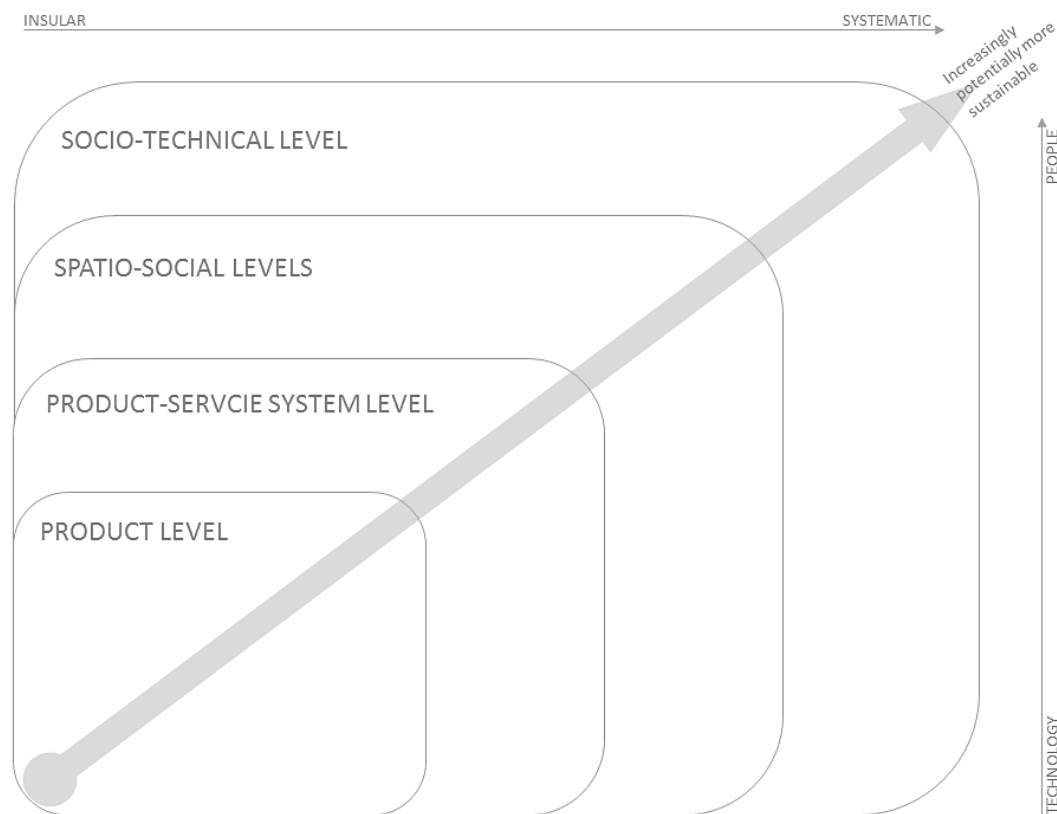 INSULAR
SYSTEMATIC
Increasingly
potentially more
sustainable
SOCIO-TECHNICAL LEVEL
PEOPLE
SPATIO-SOCIAL LEVELS
PRODUCT-SERVCIE SYSTEM LEVEL
PRODUCT LEVEL
TECHNOLOGY